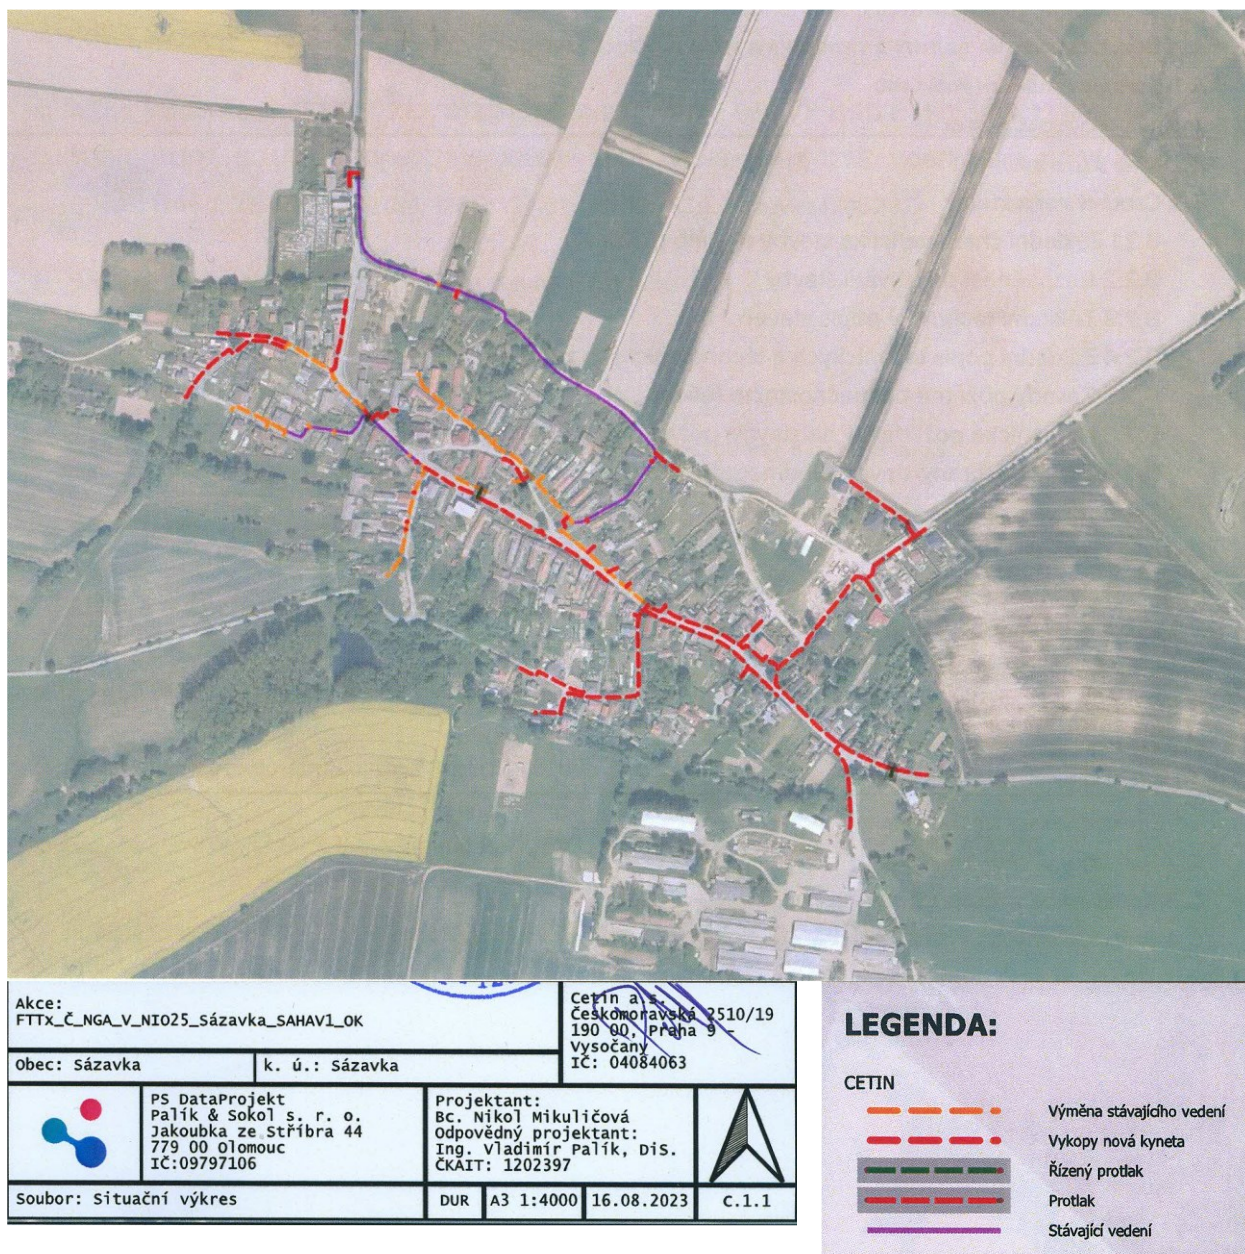 Akce:
FTTx_Č_NGA_V_NIO25_Sázavka_SAHAV1_OK
Cetin a.s.
Českomoravská 2510/19
190 00, Praha 9 -
Vysočany
IČ: 04084063
Obec: Sázavka
k. ú.: Sázavka
PS DataProjekt
Palík & Sokol s. r. o.
Jakoubka ze Stříbra 44
779 00 Olomouc
IČ:09797106
Projektant:
Bc. Nikol Mikuličová
Odpovědný projektant:
Ing. Vladimír Palík, DiS.
ČKAIT: 1202397
Soubor: Situační výkres
DUR
A3 1:4000
16.08.2023
C.1.1
LEGENDA:
CETIN
Výměna stávajícího vedení
Vykopy nová kyneta
Řízený protlak
Protlak
Stávající vedení